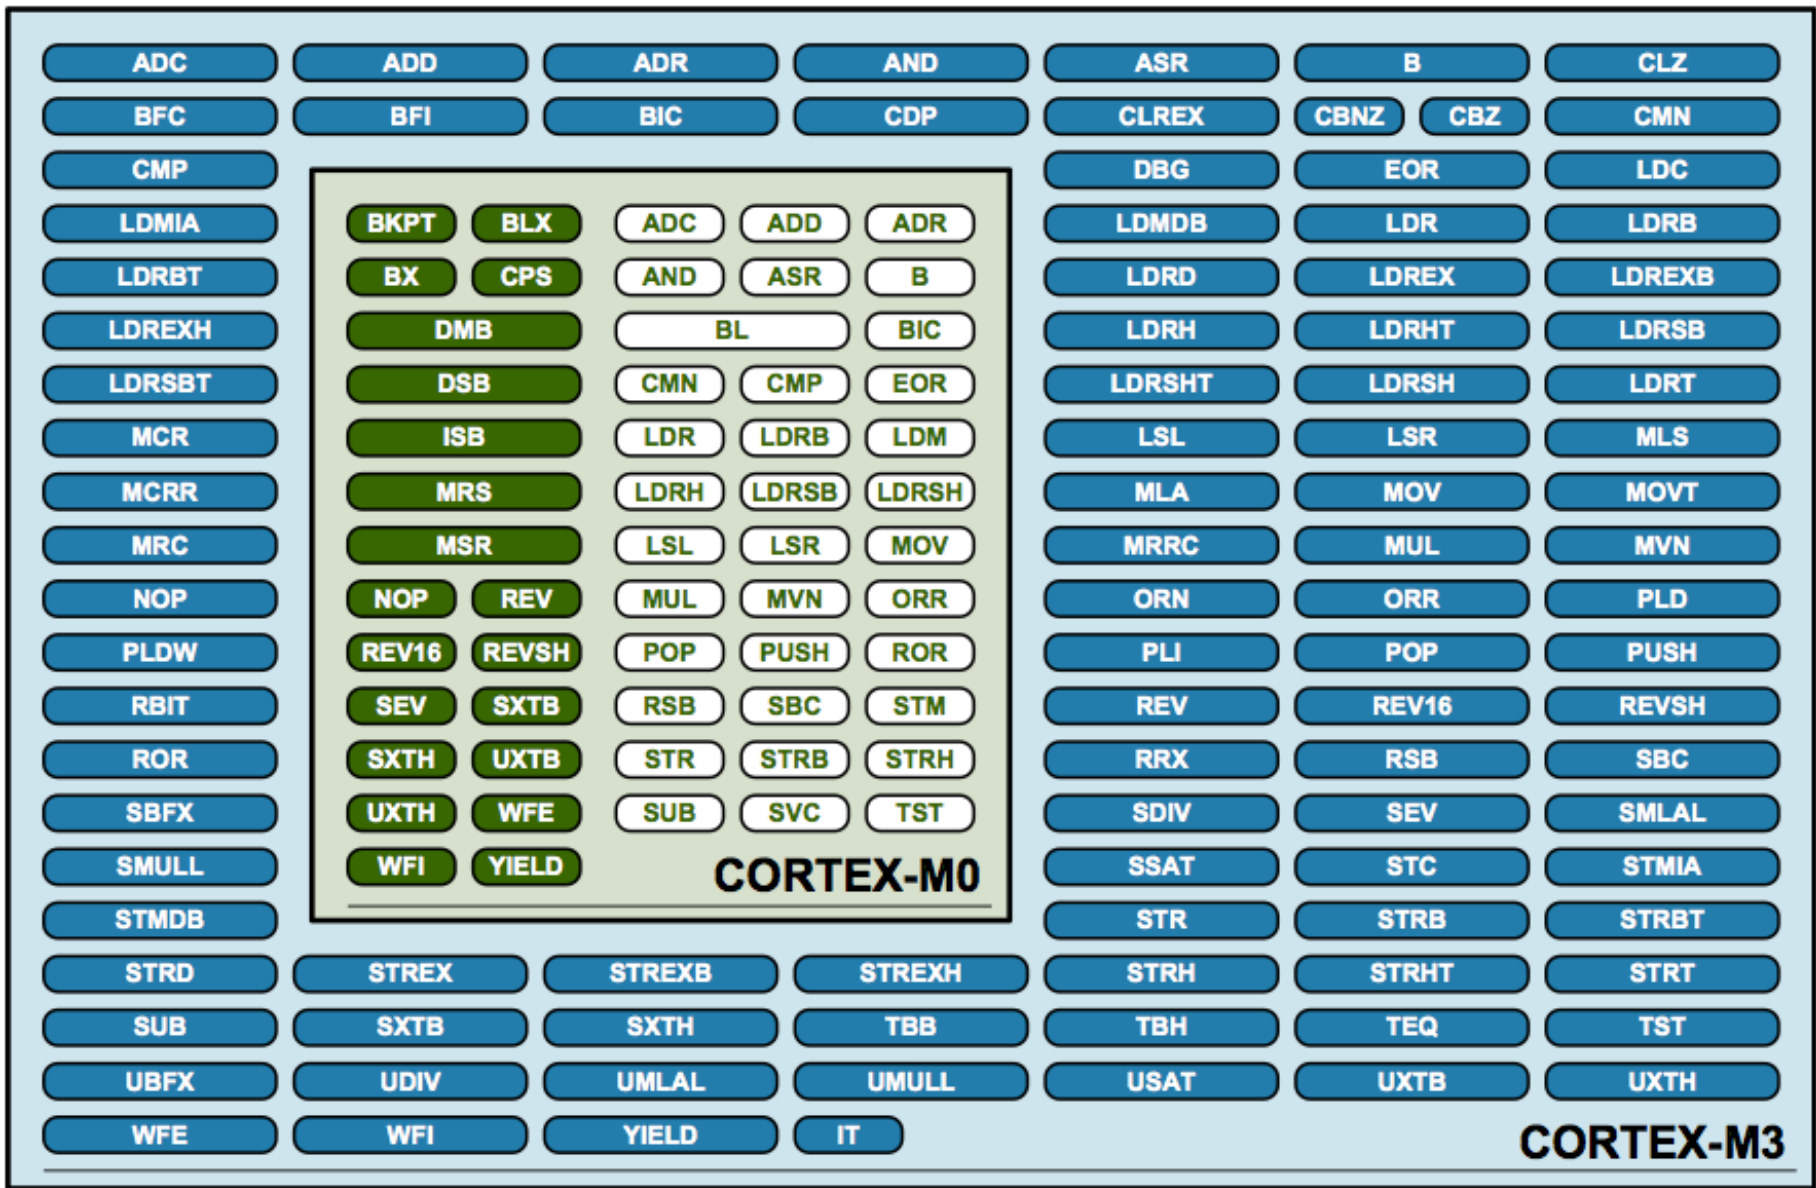 ADC ADD ADR AND ASR B CLZ
BFC BFI BIC CDP CLREX CBNZ CBZ CMN
CMP DBG EOR LDC
LDMIA BKPT BLX ADC ADD ADR LDMDB LDR LDRB
LDRBT BX CPS AND ASR B LDRD LDREX LDREXB
LDREXH DMB BL BIC LDRH LDRHT LDRSB
LDRSBT DSB CMN CMP EOR LDRSHT LDRSH LDRT
MCR ISB LDR LDRB LDM LSL LSR MLS
MCRR MRS LDRH LDRSB LDRSH MLA MOV MOVT
MRC MSR LSL LSR MOV MRRC MUL MVN
NOP NOP REV MUL MVN ORR ORN ORR PLD
PLDW REV16 REVSH POP PUSH ROR PLI POP PUSH
RBIT SEV SXTB RSB SBC STM REV REV16 REVSH
ROR SXTH UXTB STR STRB STRH RRX RSB SBC
SBFX UXTH WFE SUB SVC TST SDIV SEV SMLAL
SMULL WFI YIELD CORTEX-M0 SSAT STC STMIA
STMDB STR STRB STRBT
STRD STREX STREXB STREXH STRH STRHT STRT
SUB SXTB SXTH TBB TBH TEQ TST
UBFX UDIV UMLAL UMULL USAT UXTB UXTH
WFE WFI YIELD IT CORTEX-M3